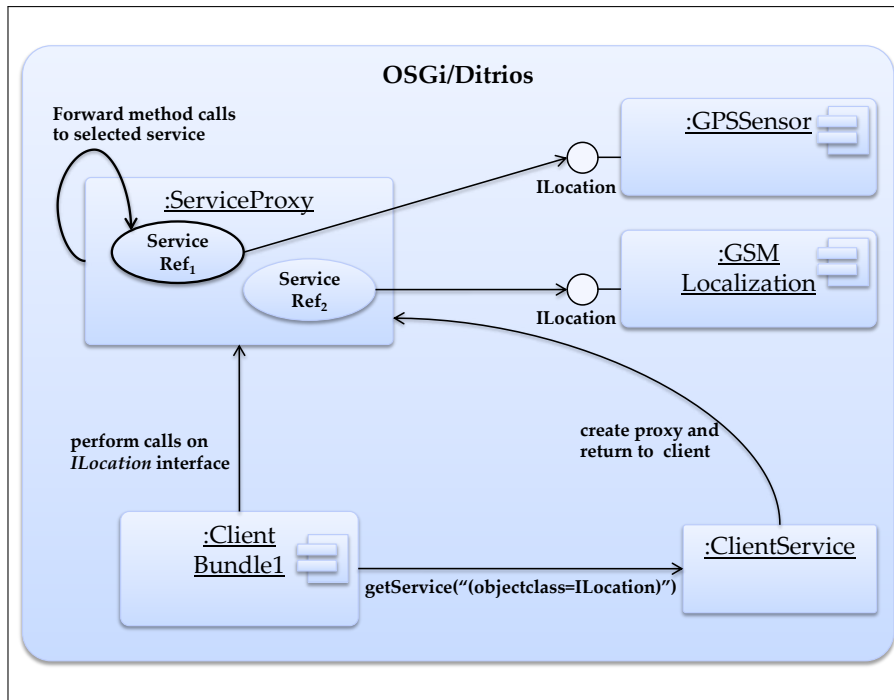 OSGi/Ditrios
Forward method calls
to selected service
:ServiceProxy
Service
Ref₁
Service
Ref₂
ILocation
:GPSSensor
ILocation
:GSM
Localization
perform calls on
ILocation interface
create proxy and
return to client
:Client
Bundle1
getService(“(objectclass=ILocation)”)
:ClientService